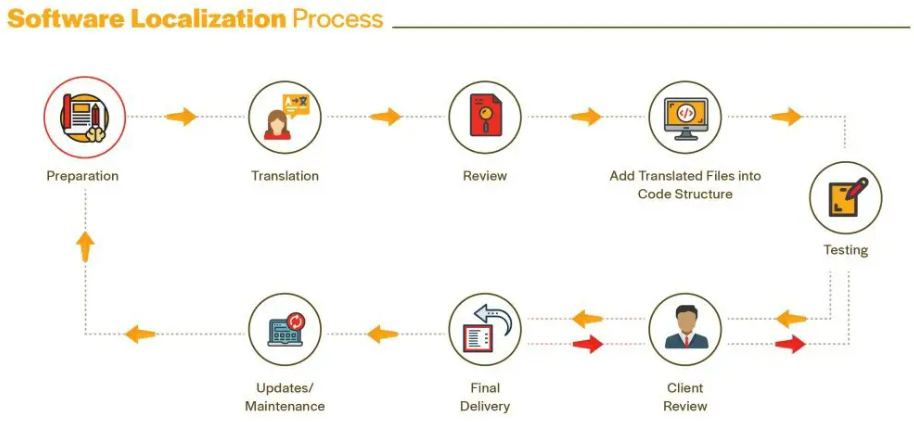 Software Localization Process
Preparation
Translation
Review
Add Translated Files into
Code Structure
Testing
Updates/
Maintenance
Final
Delivery
Client
Review